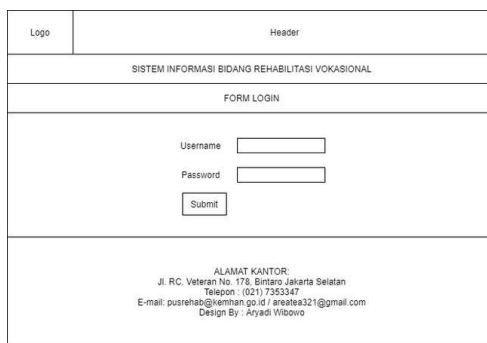 Logo
Header
SISTEM INFORMASI BIDANG REHABILITASI VOKASIONAL
FORM LOGIN
Username
Password
Submit
ALAMAT KANTOR:
Jl. RC. Veteran No. 178, Bintaro Jakarta Selatan
Telepon : (021) 7353347
E-mail: pusrehab@kemhan.go.id / areatea321@gmail.com
Design By : Aryadi Wibowo